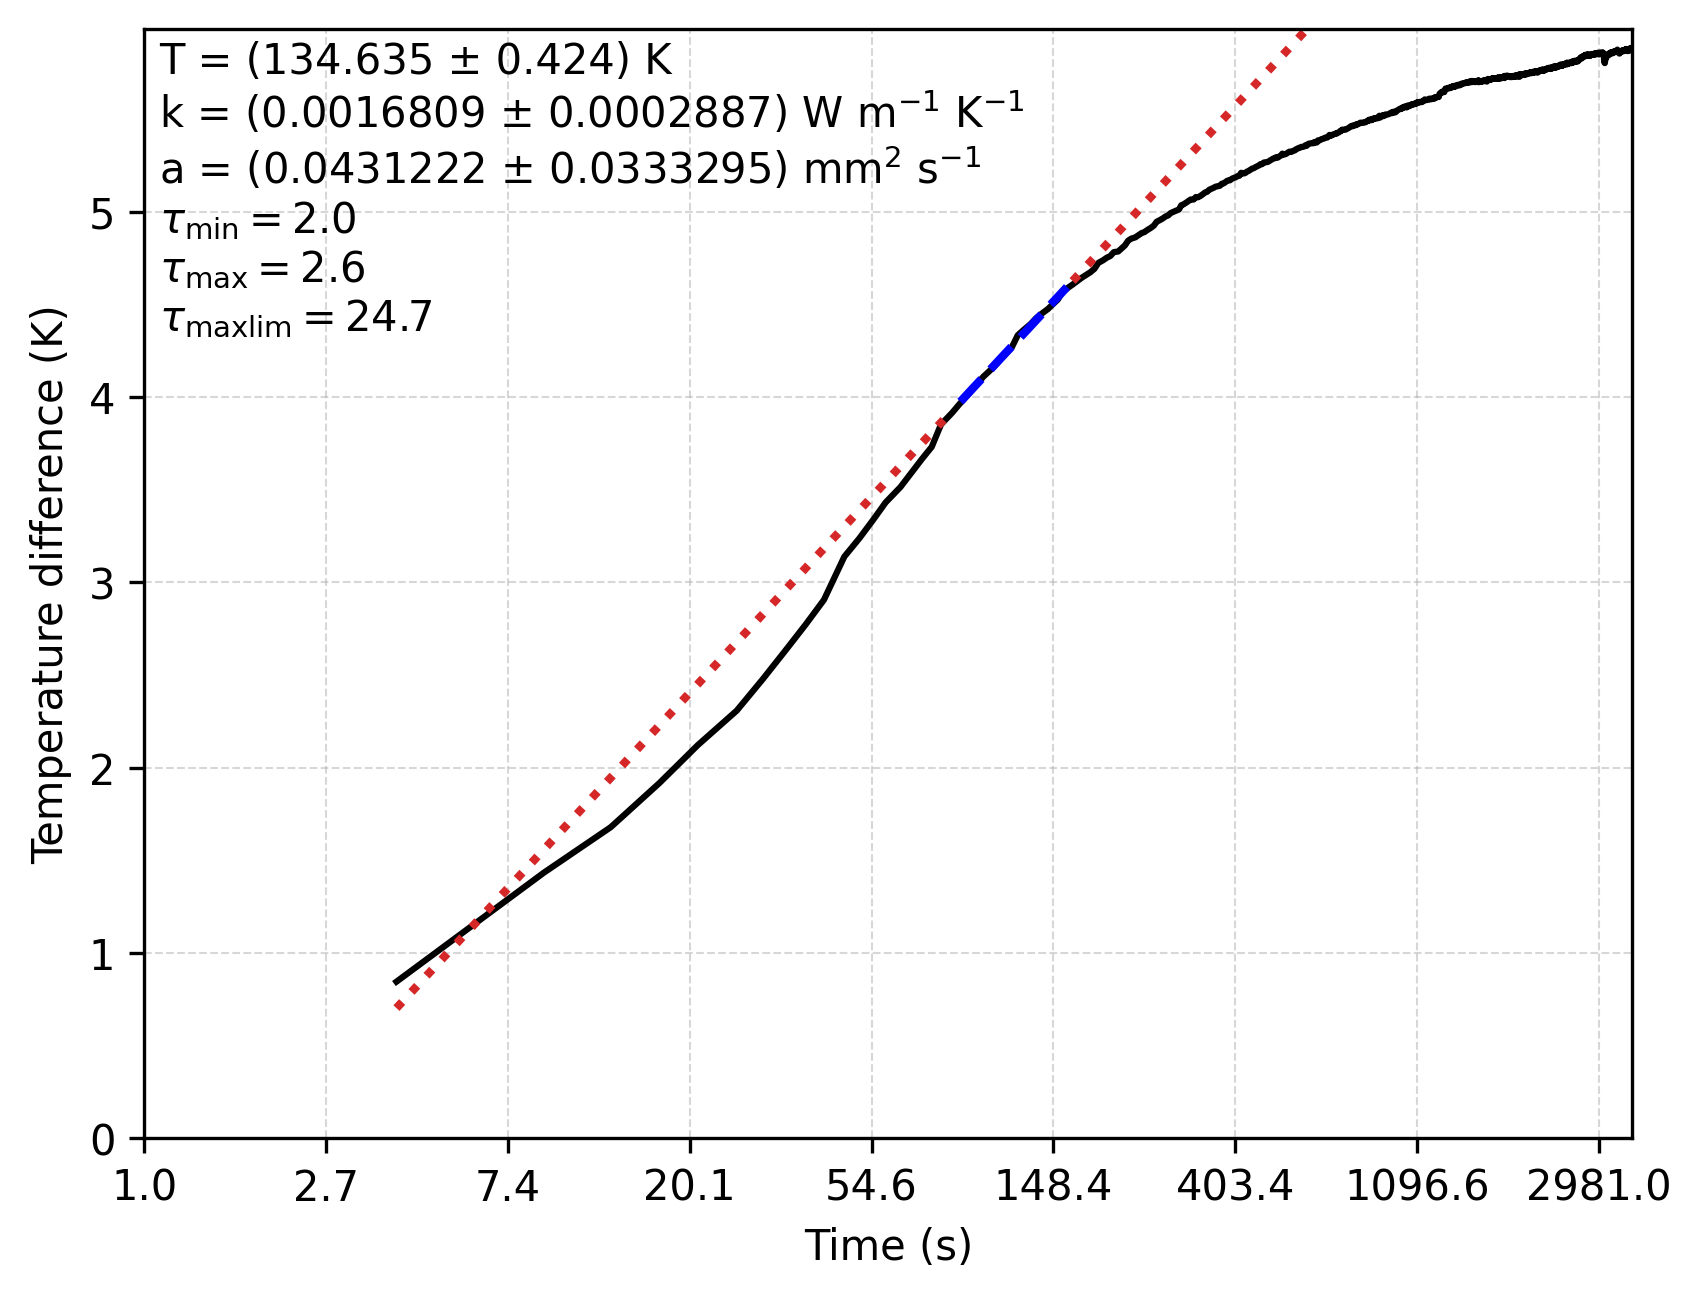 T = (134.635 ± 0.424) K
k = (0.0016809 ± 0.0002887) W m⁻¹ K⁻¹
a = (0.0431222 ± 0.0333295) mm² s⁻¹
τmin = 2.0
τmax = 2.6
τmaxlim = 24.7
Temperature difference (K)
5
4
3
2
1
0
1.0 2.7 7.4 20.1 54.6 148.4 403.4 1096.6 2981.0
Time (s)